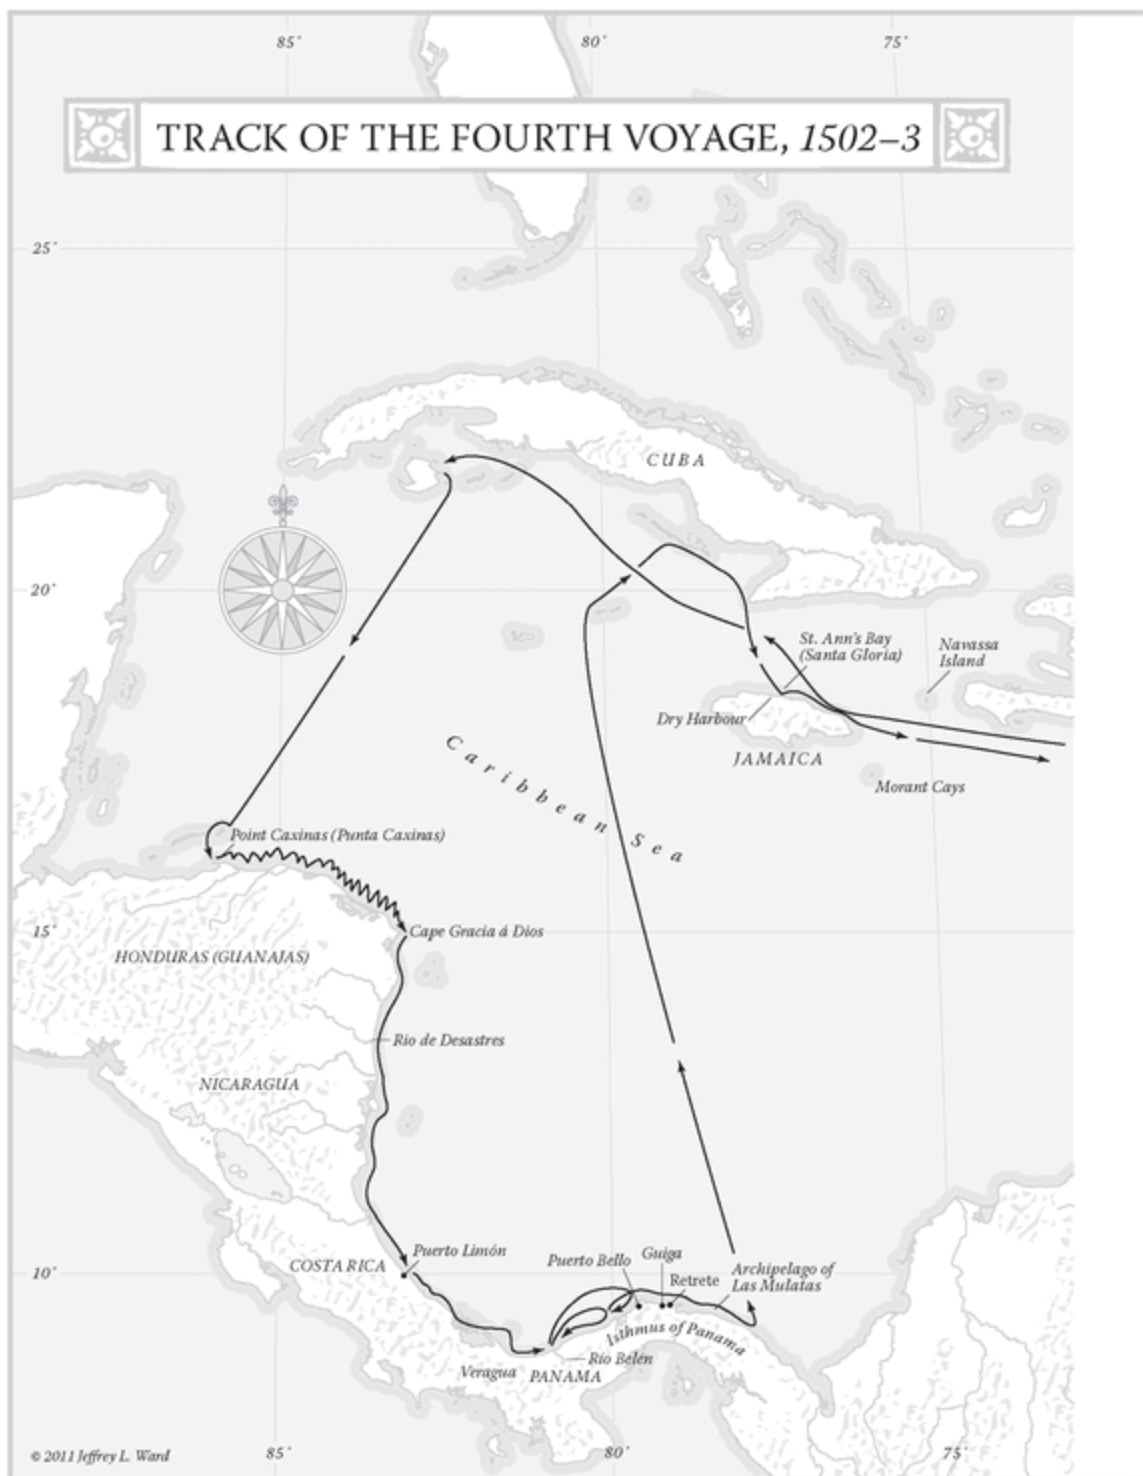 85°
80°
75°
TRACK OF THE FOURTH VOYAGE, 1502–3
25°
CUBA
20°
St. Ann's Bay
(Santa Gloria)
Navassa
Island
Dry Harbour
JAMAICA
Morant Cays
Caribbean Sea
Point Caxinas (Punta Caxinas)
15°
Cape Gracia á Dios
HONDURAS (GUANAJAS)
Río de Desastres
NICARAGUA
10°
COSTA RICA
Puerto Limón
Puerto Bello
Guiga
Retrete
Archipelago of
Las Mulatas
Isthmus of Panama
Río Belén
Veragua
PANAMA
© 2011 Jeffrey L. Ward
85°
80°
75°